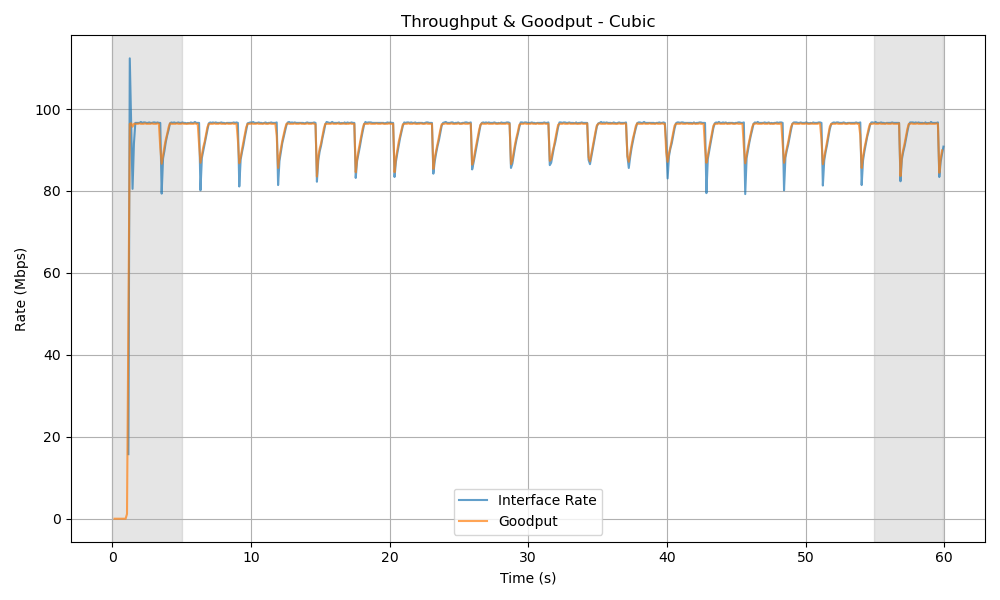 Throughput & Goodput - Cubic
Rate (Mbps)
100
80
60
40
20
0
Interface Rate
Goodput
0 10 20 30 40 50 60
Time (s)